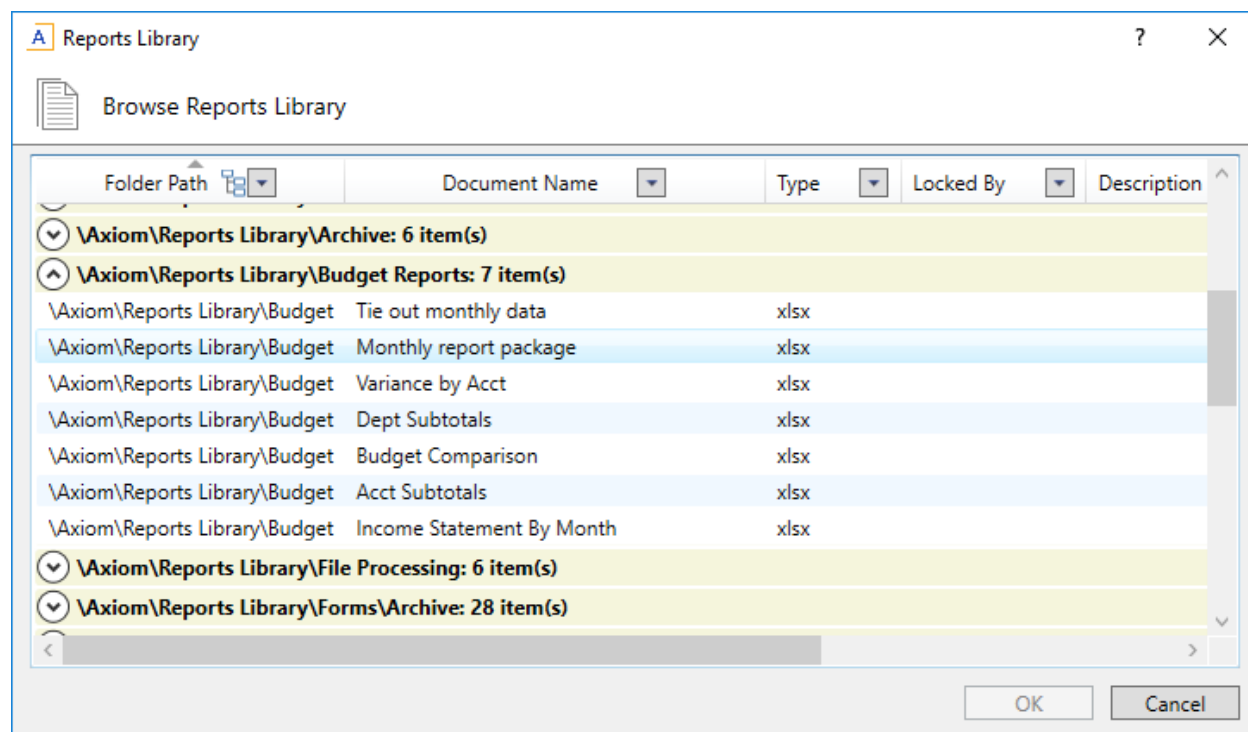 A Reports Library ?
Browse Reports Library
Folder Path Document Name Type Locked By Description
\Axiom\Reports Library\Archive: 6 item(s)
\Axiom\Reports Library\Budget Reports: 7 item(s)
\Axiom\Reports Library\Budget Tie out monthly data xlsx
\Axiom\Reports Library\Budget Monthly report package xlsx
\Axiom\Reports Library\Budget Variance by Acct xlsx
\Axiom\Reports Library\Budget Dept Subtotals xlsx
\Axiom\Reports Library\Budget Budget Comparison xlsx
\Axiom\Reports Library\Budget Acct Subtotals xlsx
\Axiom\Reports Library\Budget Income Statement By Month xlsx
\Axiom\Reports Library\File Processing: 6 item(s)
\Axiom\Reports Library\Forms\Archive: 28 item(s)
OK Cancel